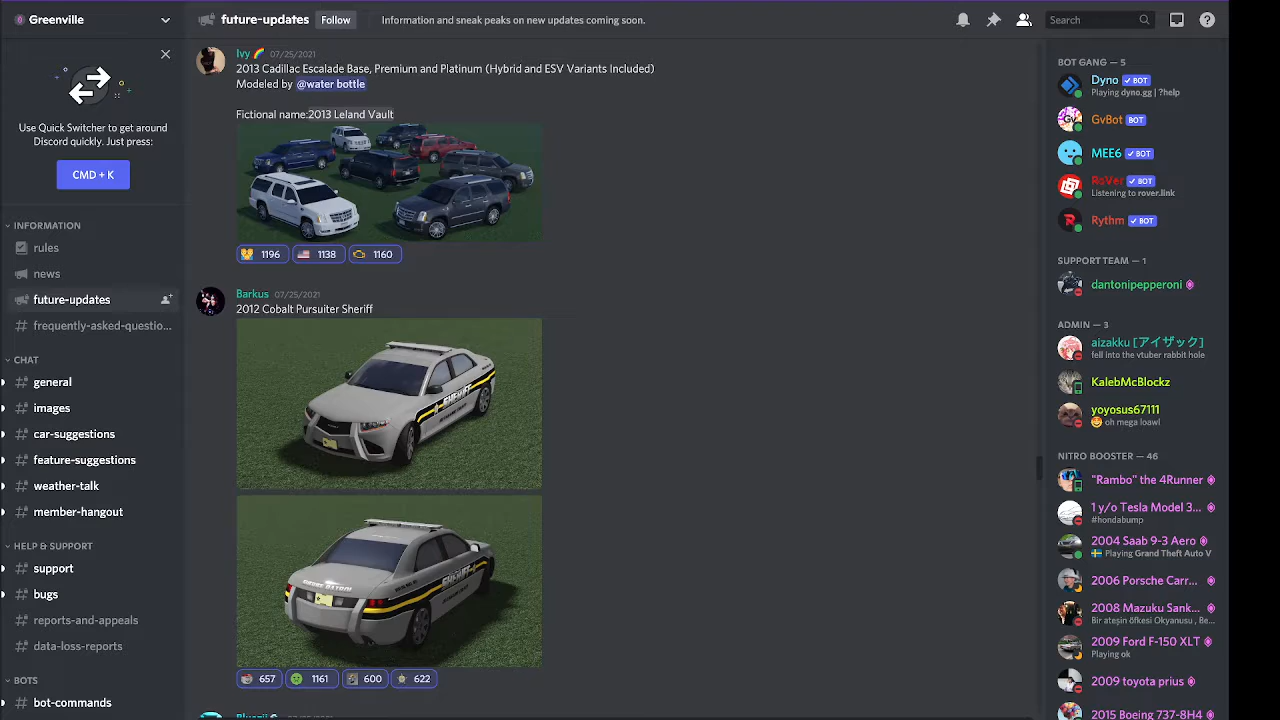 Greenville
future-updates
Follow
Information and sneak peaks on new updates coming soon.
Search
Use Quick Switcher to get around
Discord quickly. Just press:
CMD + K
INFORMATION
rules
news
future-updates
frequently-asked-questio...
CHAT
general
images
car-suggestions
feature-suggestions
weather-talk
member-hangout
HELP & SUPPORT
support
bugs
reports-and-appeals
data-loss-reports
BOTS
bot-commands
Ivy 07/25/2021
2013 Cadillac Escalade Base, Premium and Platinum (Hybrid and ESV Variants Included)
Modeled by @water bottle
Fictional name:2013 Leland Vault
1196 1138 1160
Barkus 07/25/2021
2012 Cobalt Pursuiter Sheriff
SHERIFF
SHERIFF
657 1161 600 622
BOT GANG — 5
Dyno BOT
Playing dyno.gg | ?help
GvBot BOT
MEE6 BOT
RoVer BOT
Listening to rover.link
Rythm BOT
SUPPORT TEAM — 1
dantonipepperoni
ADMIN — 3
aizakku [アイザック]
fell into the vtuber rabbit hole
KalebMcBlockz
yoyosus67111
oh mega loawl
NITRO BOOSTER — 46
"Rambo" the 4Runner
1 y/o Tesla Model 3...
#hondabump
2004 Saab 9-3 Aero
Playing Grand Theft Auto V
2006 Porsche Carr...
2008 Mazuku Sank...
Bir ateşin öfkesi Okyanusu , Be...
2009 Ford F-150 XLT
Playing ok
2009 toyota prius
2015 Boeing 737-8H4